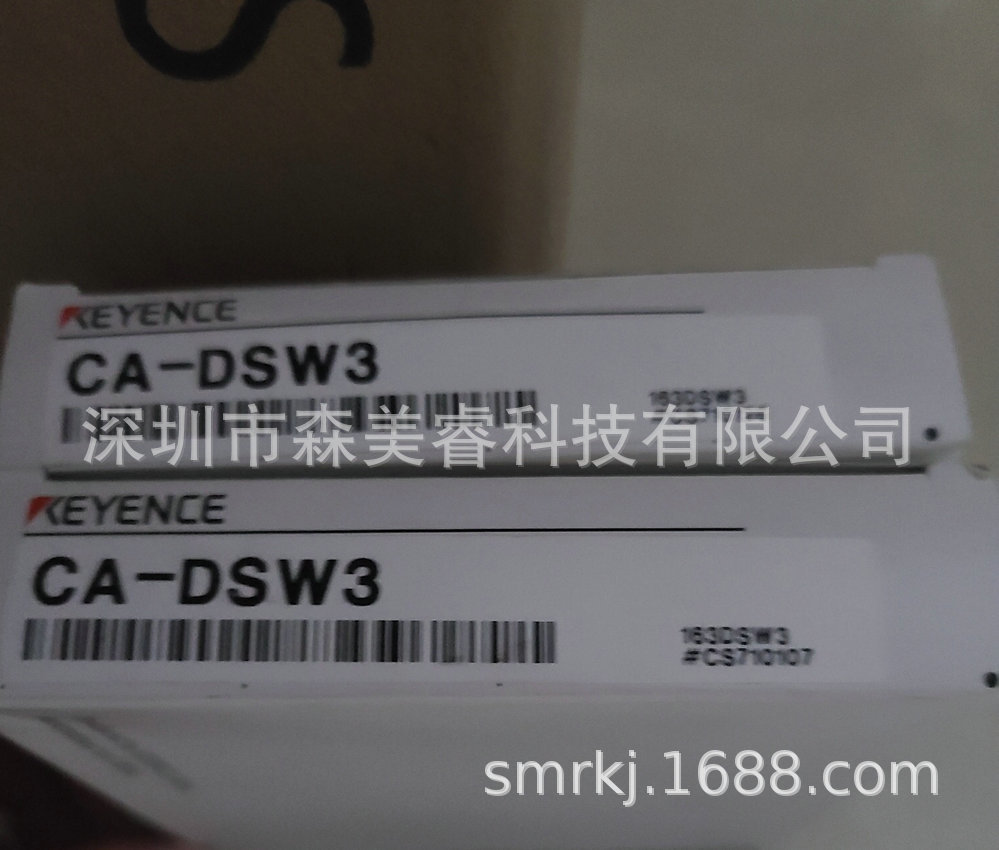 S
KEYENCE
CA-DSW3
163DSW3
深圳市森美睿科技有限公司
KEYENCE
CA-DSW3
163DSW3
#CS710107
smrkj.1688.com